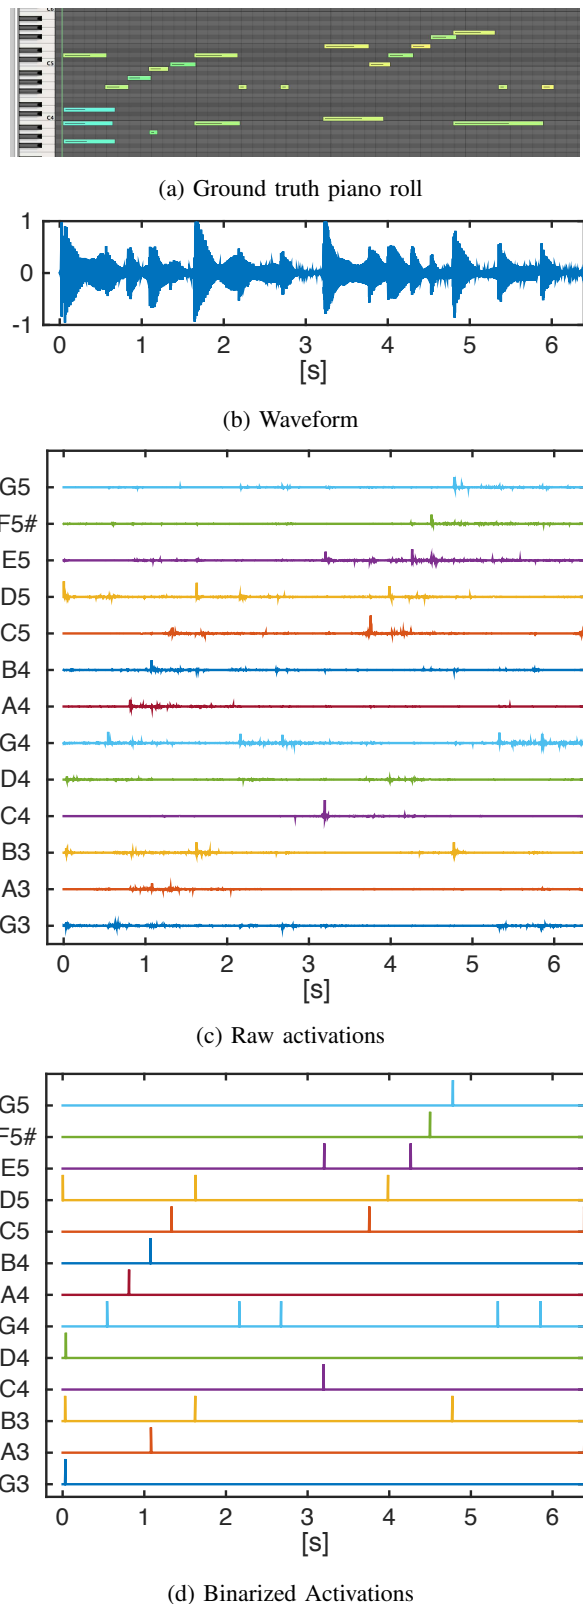 C6
C5
C4
(a) Ground truth piano roll
1
0
-1
0 1 2 3 4 5 6
[s]
(b) Waveform
G5
F5#
E5
D5
C5
B4
A4
G4
D4
C4
B3
A3
G3
0 1 2 3 4 5 6
[s]
(c) Raw activations
G5
F5#
E5
D5
C5
B4
A4
G4
D4
C4
B3
A3
G3
0 1 2 3 4 5 6
[s]
(d) Binarized Activations